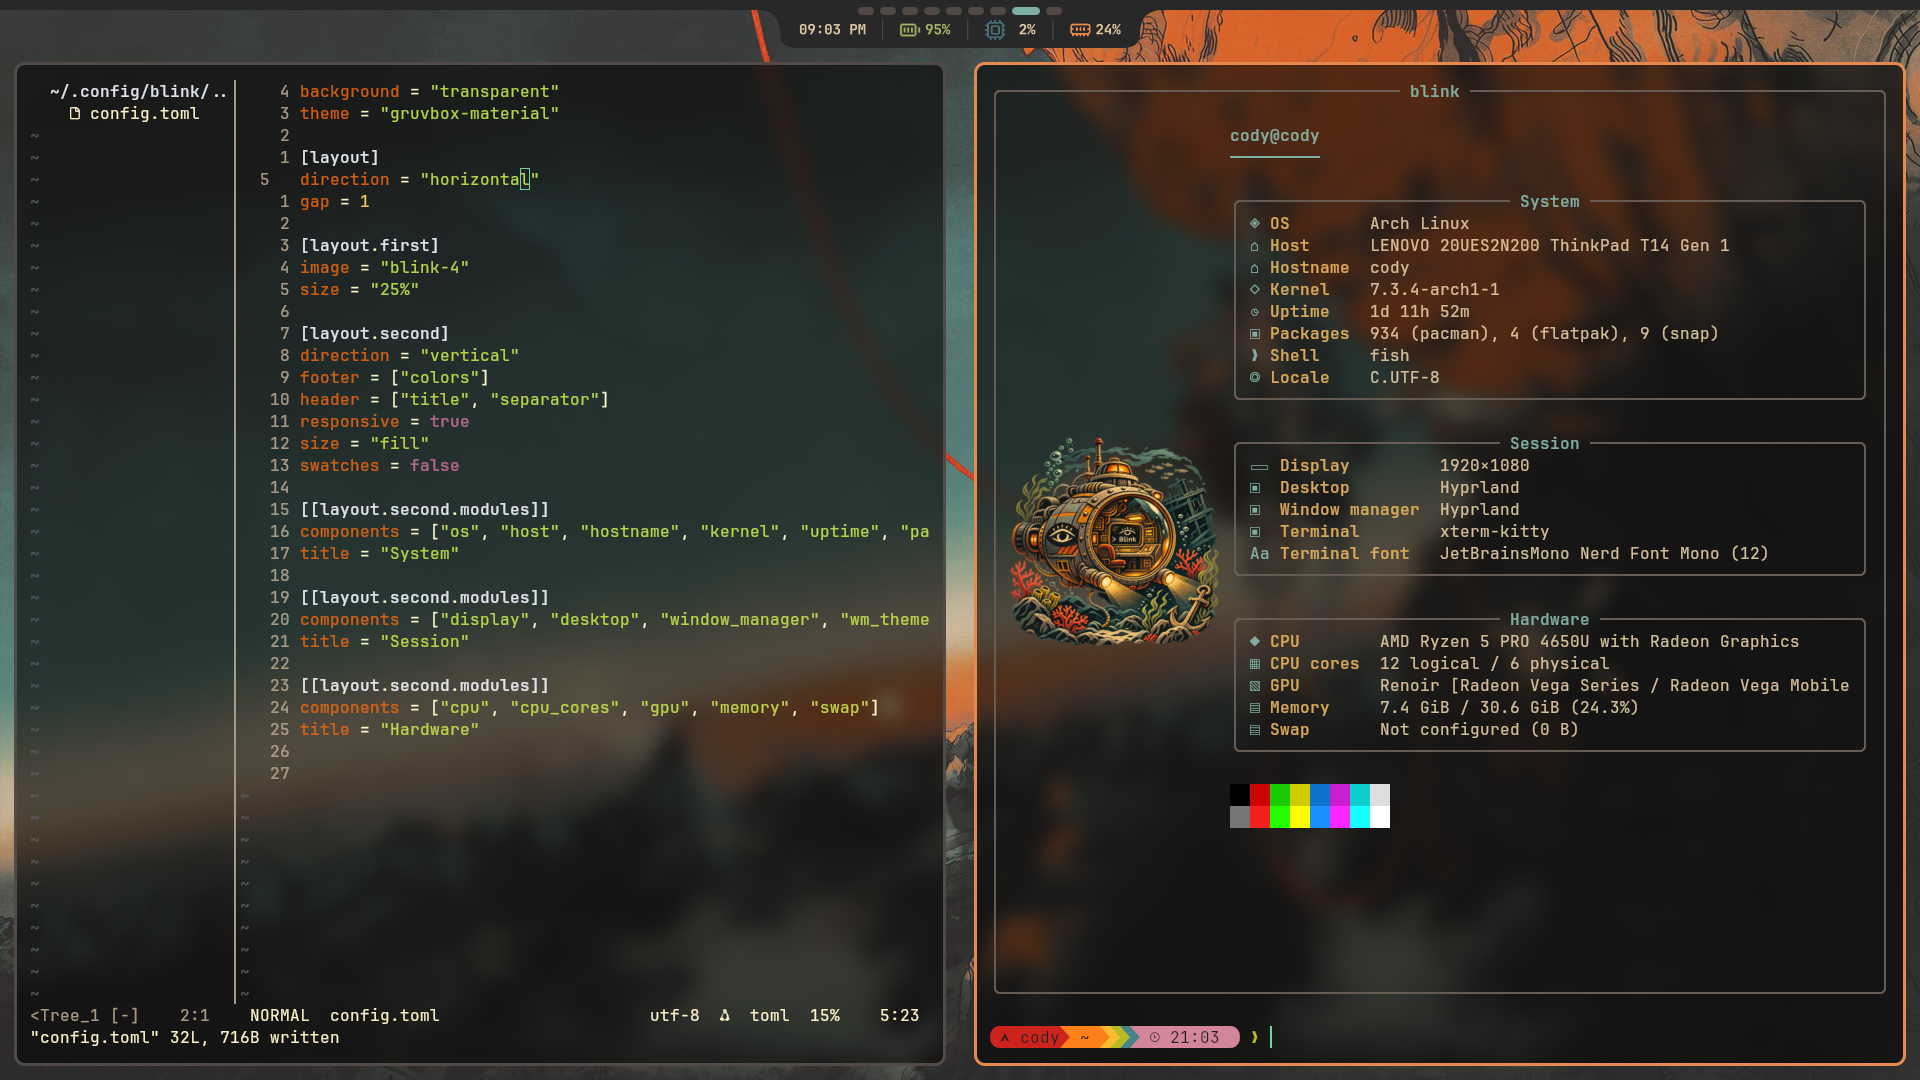 09:03 PM 95% 2% 24%
~/.config/blink/..
config.toml
4 background = "transparent"
3 theme = "gruvbox-material"
2
1 [layout]
5 direction = "horizontal"
1 gap = 1
2
3 [layout.first]
4 image = "blink-4"
5 size = "25%"
6
7 [layout.second]
8 direction = "vertical"
9 footer = ["colors"]
10 header = ["title", "separator"]
11 responsive = true
12 size = "fill"
13 swatches = false
14
15 [[layout.second.modules]]
16 components = ["os", "host", "hostname", "kernel", "uptime", "pa
17 title = "System"
18
19 [[layout.second.modules]]
20 components = ["display", "desktop", "window_manager", "wm_theme
21 title = "Session"
22
23 [[layout.second.modules]]
24 components = ["cpu", "cpu_cores", "gpu", "memory", "swap"]
25 title = "Hardware"
26
27
<Tree_1 [-] 2:1 NORMAL config.toml utf-8 toml 15% 5:23
"config.toml" 32L, 716B written
blink
cody@cody
System
OS Arch Linux
Host LENOVO 20UES2N200 ThinkPad T14 Gen 1
Hostname cody
Kernel 7.3.4-arch1-1
Uptime 1d 11h 52m
Packages 934 (pacman), 4 (flatpak), 9 (snap)
Shell fish
Locale C.UTF-8
Session
Display 1920×1080
Desktop Hyprland
Window manager Hyprland
Terminal xterm-kitty
Aa Terminal font JetBrainsMono Nerd Font Mono (12)
> Blink
Hardware
CPU AMD Ryzen 5 PRO 4650U with Radeon Graphics
CPU cores 12 logical / 6 physical
GPU Renoir [Radeon Vega Series / Radeon Vega Mobile
Memory 7.4 GiB / 30.6 GiB (24.3%)
Swap Not configured (0 B)
cody ~ 21:03 ❯